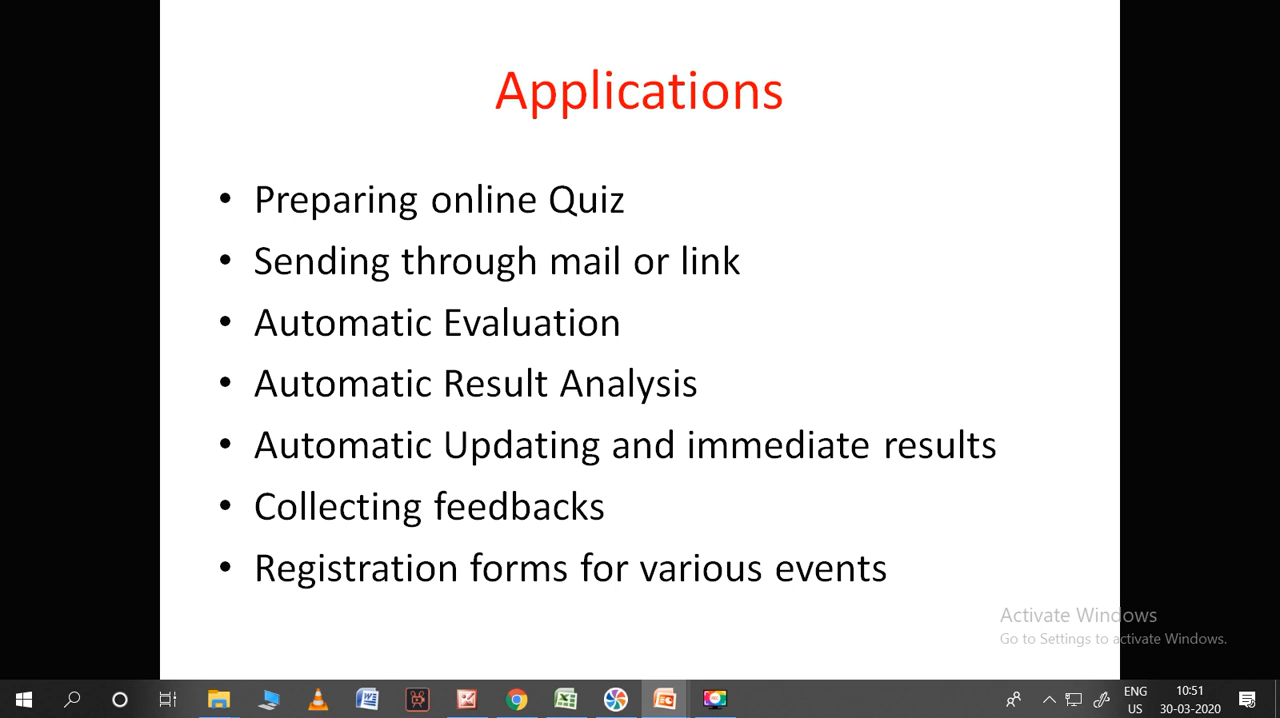 Applications
• Preparing online Quiz
• Sending through mail or link
• Automatic Evaluation
• Automatic Result Analysis
• Automatic Updating and immediate results
• Collecting feedbacks
• Registration forms for various events
Activate Windows
Go to Settings to activate Windows.
ENG
US
10:51
30-03-2020